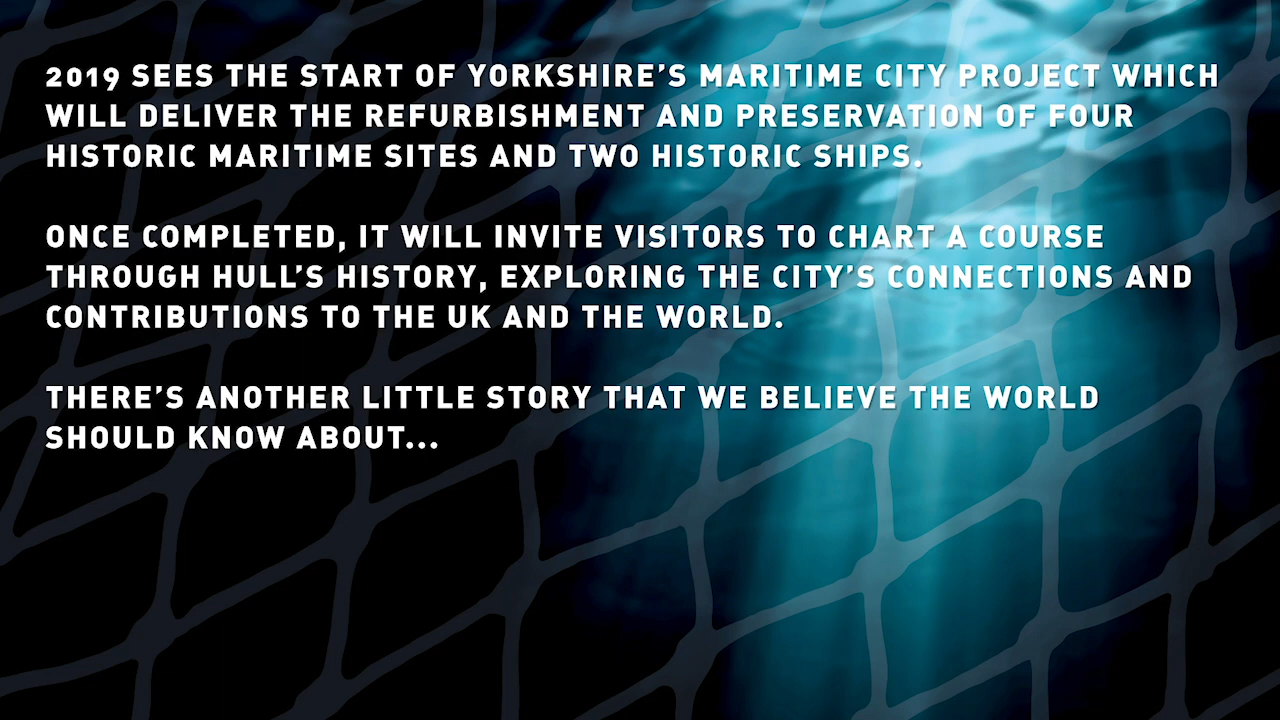 2019 SEES THE START OF YORKSHIRE’S MARITIME CITY PROJECT WHICH
WILL DELIVER THE REFURBISHMENT AND PRESERVATION OF FOUR
HISTORIC MARITIME SITES AND TWO HISTORIC SHIPS.
ONCE COMPLETED, IT WILL INVITE VISITORS TO CHART A COURSE
THROUGH HULL’S HISTORY, EXPLORING THE CITY’S CONNECTIONS AND
CONTRIBUTIONS TO THE UK AND THE WORLD.
THERE’S ANOTHER LITTLE STORY THAT WE BELIEVE THE WORLD
SHOULD KNOW ABOUT...